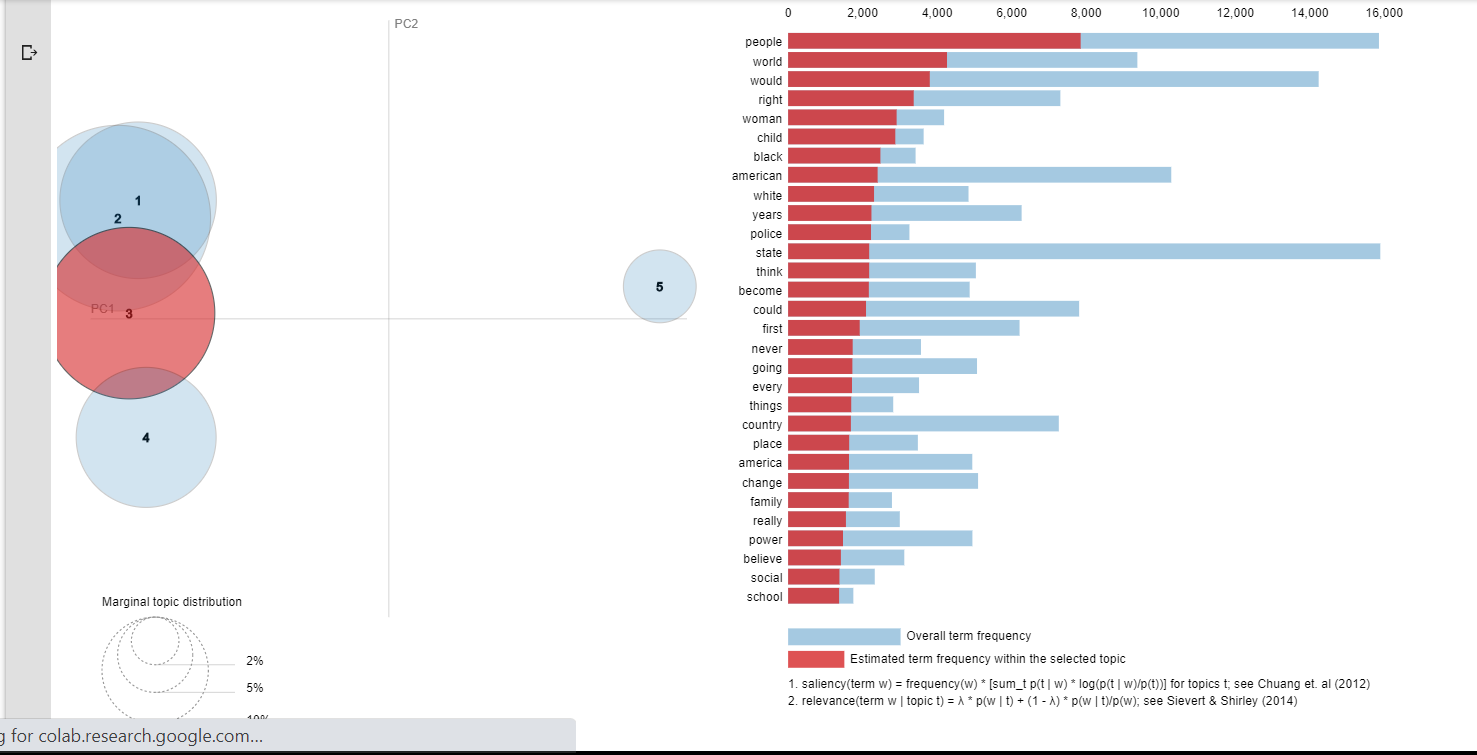 PC2
1
2
PC1
3
4
5
Marginal topic distribution
2%
5%
10%
0 2,000 4,000 6,000 8,000 10,000 12,000 14,000 16,000
people
world
would
right
woman
child
black
american
white
years
police
state
think
become
could
first
never
going
every
things
country
place
america
change
family
really
power
believe
social
school
Overall term frequency
Estimated term frequency within the selected topic
1. saliency(term w) = frequency(w) * [sum_t p(t | w) * log(p(t | w)/p(t))] for topics t; see Chuang et. al (2012)
2. relevance(term w | topic t) = λ * p(w | t) + (1 - λ) * p(w | t)/p(w); see Sievert & Shirley (2014)
g for colab.research.google.com...